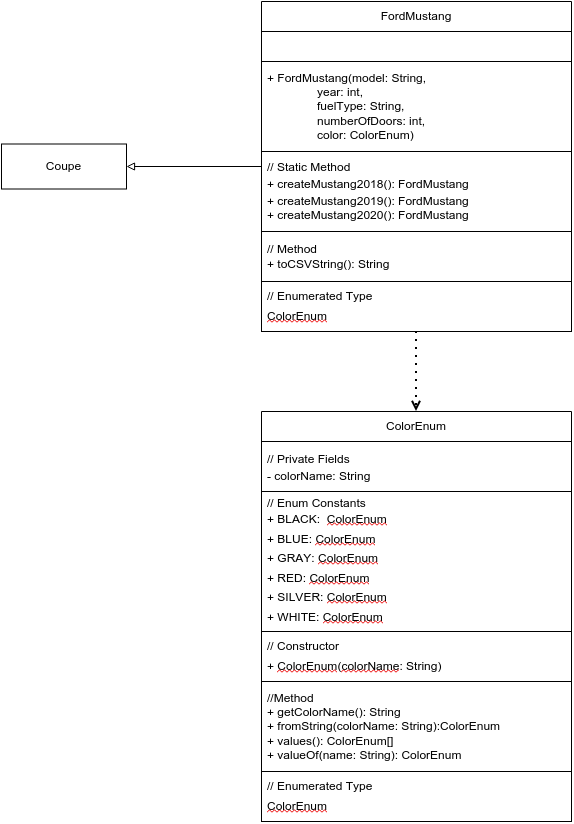 FordMustang
+ FordMustang(model: String,
year: int,
fuelType: String,
numberOfDoors: int,
color: ColorEnum)
Coupe
// Static Method
+ createMustang2018(): FordMustang
+ createMustang2019(): FordMustang
+ createMustang2020(): FordMustang
// Method
+ toCSVString(): String
// Enumerated Type
ColorEnum
ColorEnum
// Private Fields
- colorName: String
// Enum Constants
+ BLACK:  ColorEnum
+ BLUE: ColorEnum
+ GRAY: ColorEnum
+ RED: ColorEnum
+ SILVER: ColorEnum
+ WHITE: ColorEnum
// Constructor
+ ColorEnum(colorName: String)
//Method
+ getColorName(): String
+ fromString(colorName: String):ColorEnum
+ values(): ColorEnum[]
+ valueOf(name: String): ColorEnum
// Enumerated Type
ColorEnum